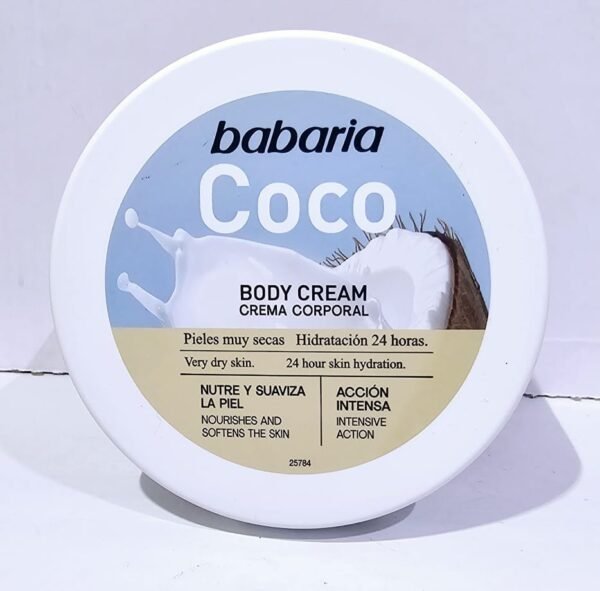 babaria
Coco
BODY CREAM
CREMA CORPORAL
Pieles muy secas Hidratación 24 horas.
Very dry skin. 24 hour skin hydration.
NUTRE Y SUAVIZA
LA PIEL
NOURISHES AND
SOFTENS THE SKIN
ACCIÓN
INTENSA
INTENSIVE
ACTION
25784